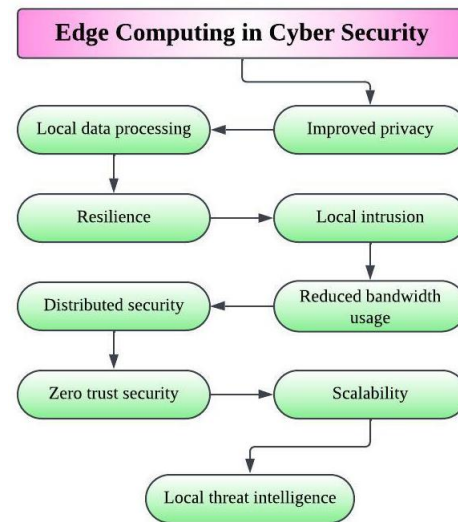 Edge Computing in Cyber Security
Improved privacy
Local data processing
Resilience
Local intrusion
Reduced bandwidth
usage
Distributed security
Zero trust security
Scalability
Local threat intelligence